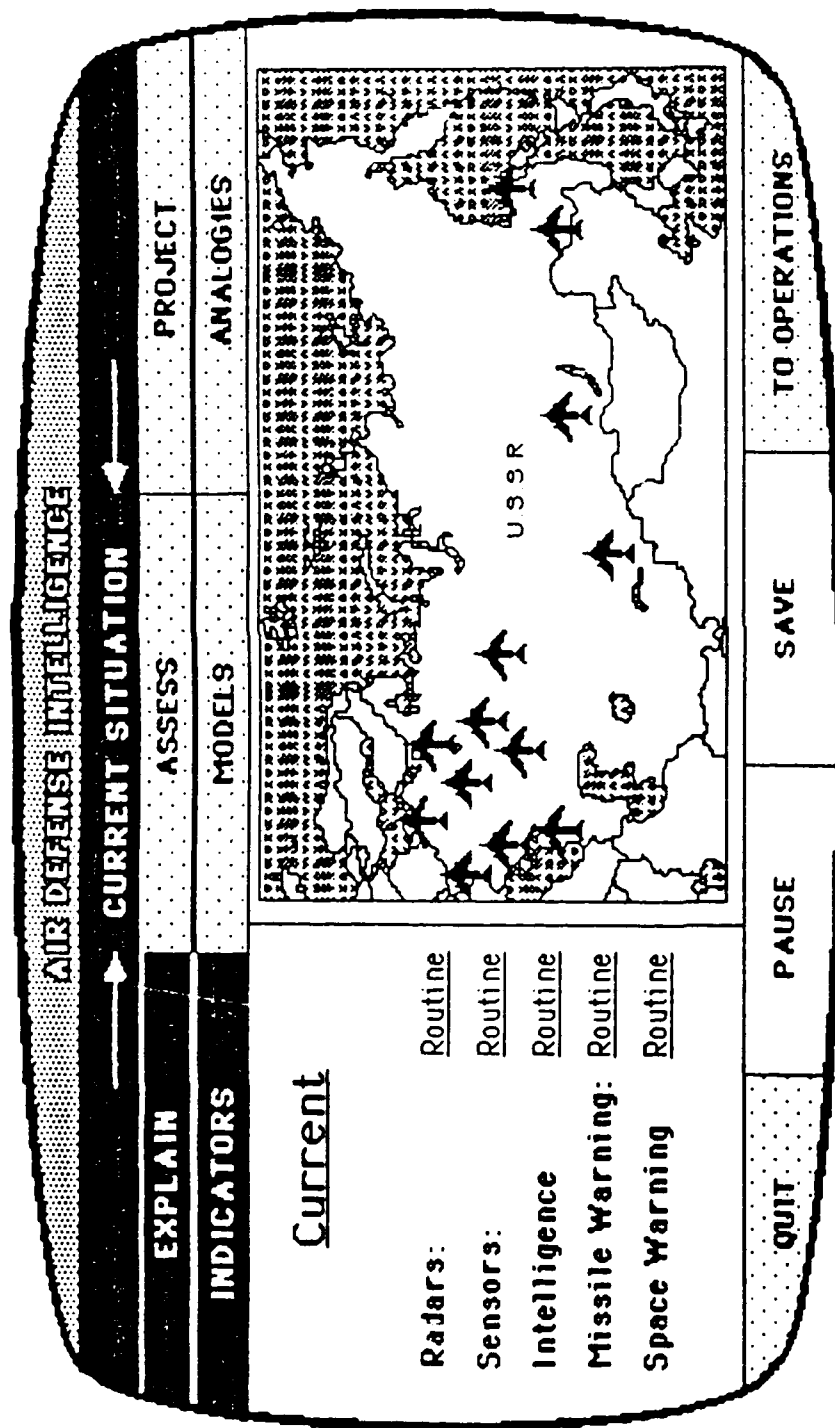 AIR DEFENSE INTELLIGENCE
CURRENT SITUATION
EXPLAIN ASSESS PROJECT
INDICATORS MODELS ANALOGIES
Current
Radars: Routine
Sensors: Routine
Intelligence Routine
Missile Warning: Routine
Space Warning Routine
USSR
QUIT PAUSE SAVE TO OPERATIONS